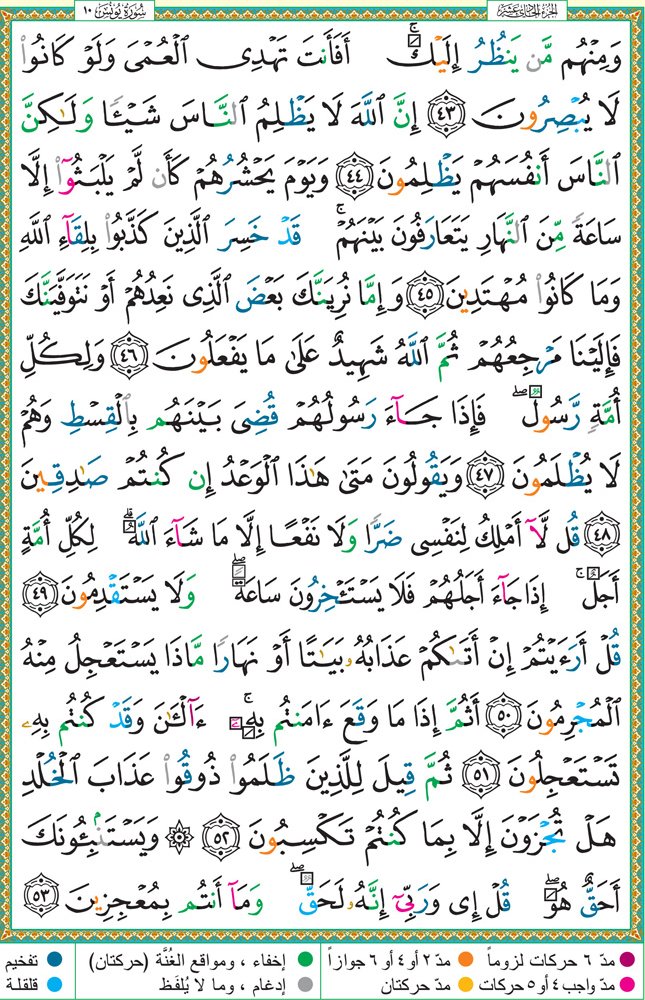 الجزء الحادي عشر
سورة يونس ١٠
وَمِنْهُم مَّن يَنظُرُ إِلَيْكَ ۚ أَفَأَنتَ تَهْدِى ٱلْعُمْىَ وَلَوْ كَانُوا۟
لَا يُبْصِرُونَ ٤٣ إِنَّ ٱللَّهَ لَا يَظْلِمُ ٱلنَّاسَ شَيْـًٔا وَلَـٰكِنَّ
ٱلنَّاسَ أَنفُسَهُمْ يَظْلِمُونَ ٤٤ وَيَوْمَ يَحْشُرُهُمْ كَأَن لَّمْ يَلْبَثُوٓا۟ إِلَّا
سَاعَةً مِّنَ ٱلنَّهَارِ يَتَعَارَفُونَ بَيْنَهُمْ ۚ قَدْ خَسِرَ ٱلَّذِينَ كَذَّبُوا۟ بِلِقَآءِ ٱللَّهِ
وَمَا كَانُوا۟ مُهْتَدِينَ ٤٥ وَإِمَّا نُرِيَنَّكَ بَعْضَ ٱلَّذِى نَعِدُهُمْ أَوْ نَتَوَفَّيَنَّكَ
فَإِلَيْنَا مَرْجِعُهُمْ ثُمَّ ٱللَّهُ شَهِيدٌ عَلَىٰ مَا يَفْعَلُونَ ٤٦ وَلِكُلِّ
أُمَّةٍ رَّسُولٌ ۖ فَإِذَا جَآءَ رَسُولُهُمْ قُضِىَ بَيْنَهُم بِٱلْقِسْطِ وَهُمْ
لَا يُظْلَمُونَ ٤٧ وَيَقُولُونَ مَتَىٰ هَـٰذَا ٱلْوَعْدُ إِن كُنتُمْ صَـٰدِقِينَ
٤٨ قُل لَّآ أَمْلِكُ لِنَفْسِى ضَرًّا وَلَا نَفْعًا إِلَّا مَا شَآءَ ٱللَّهُ ۗ لِكُلِّ أُمَّةٍ
أَجَلٌ ۚ إِذَا جَآءَ أَجَلُهُمْ فَلَا يَسْتَـْٔخِرُونَ سَاعَةً ۖ وَلَا يَسْتَقْدِمُونَ ٤٩
قُلْ أَرَءَيْتُمْ إِنْ أَتَىٰكُمْ عَذَابُهُۥ بَيَـٰتًا أَوْ نَهَارًا مَّاذَا يَسْتَعْجِلُ مِنْهُ
ٱلْمُجْرِمُونَ ٥٠ أَثُمَّ إِذَا مَا وَقَعَ ءَامَنتُم بِهِۦٓ ۚ ءَآلْـَٔـٰنَ وَقَدْ كُنتُم بِهِۦ
تَسْتَعْجِلُونَ ٥١ ثُمَّ قِيلَ لِلَّذِينَ ظَلَمُوا۟ ذُوقُوا۟ عَذَابَ ٱلْخُلْدِ
هَلْ تُجْزَوْنَ إِلَّا بِمَا كُنتُمْ تَكْسِبُونَ ٥٢ ۞ وَيَسْتَنۢبِـُٔونَكَ
أَحَقٌّ هُوَ ۖ قُلْ إِى وَرَبِّىٓ إِنَّهُۥ لَحَقٌّ ۖ وَمَآ أَنتُم بِمُعْجِزِينَ ٥٣
مدّ ٦ حركات لزوماً مدّ ٢ أو ٤ أو ٦ جوازاً إخفاء ، ومواقع الغُنَّة (حركتان) تفخيم
مدّ واجب ٤ أو ٥ حركات مدّ حركتان إدغام ، وما لا يُلفَظ قلقلة